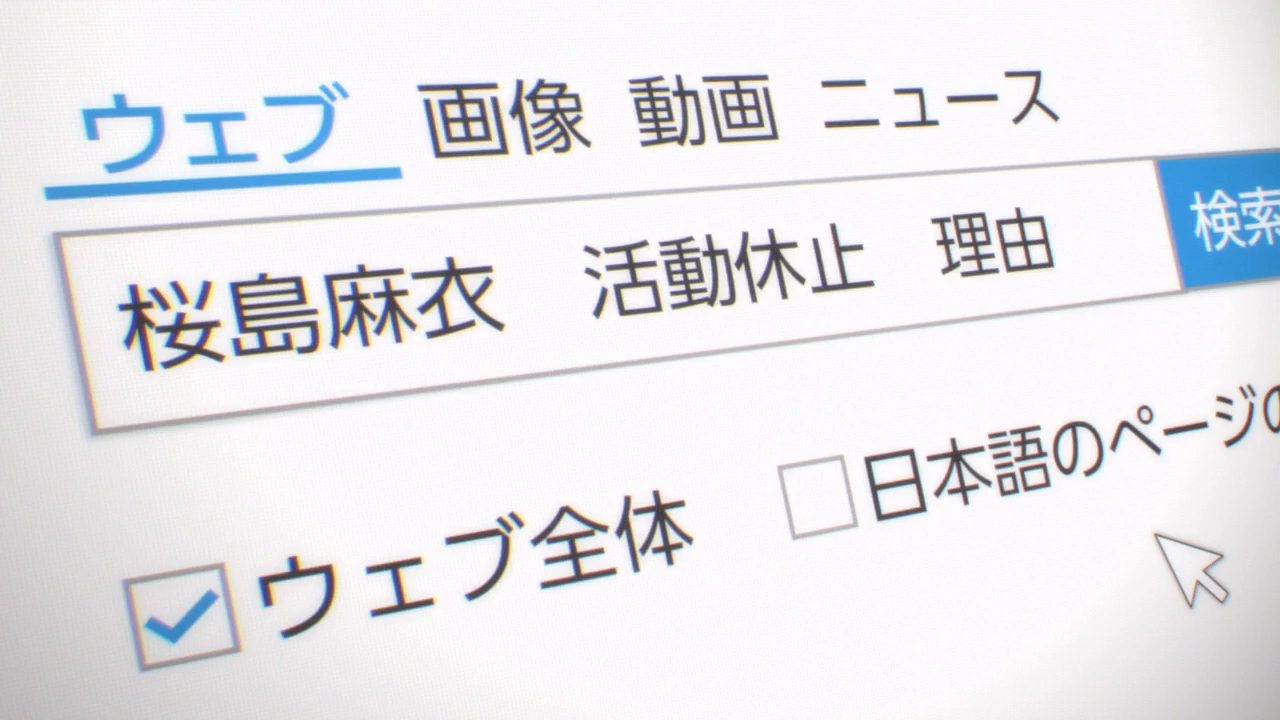 ウェブ 画像 動画 ニュース
桜島麻衣 活動休止 理由 検索
ウェブ全体 日本語のページの